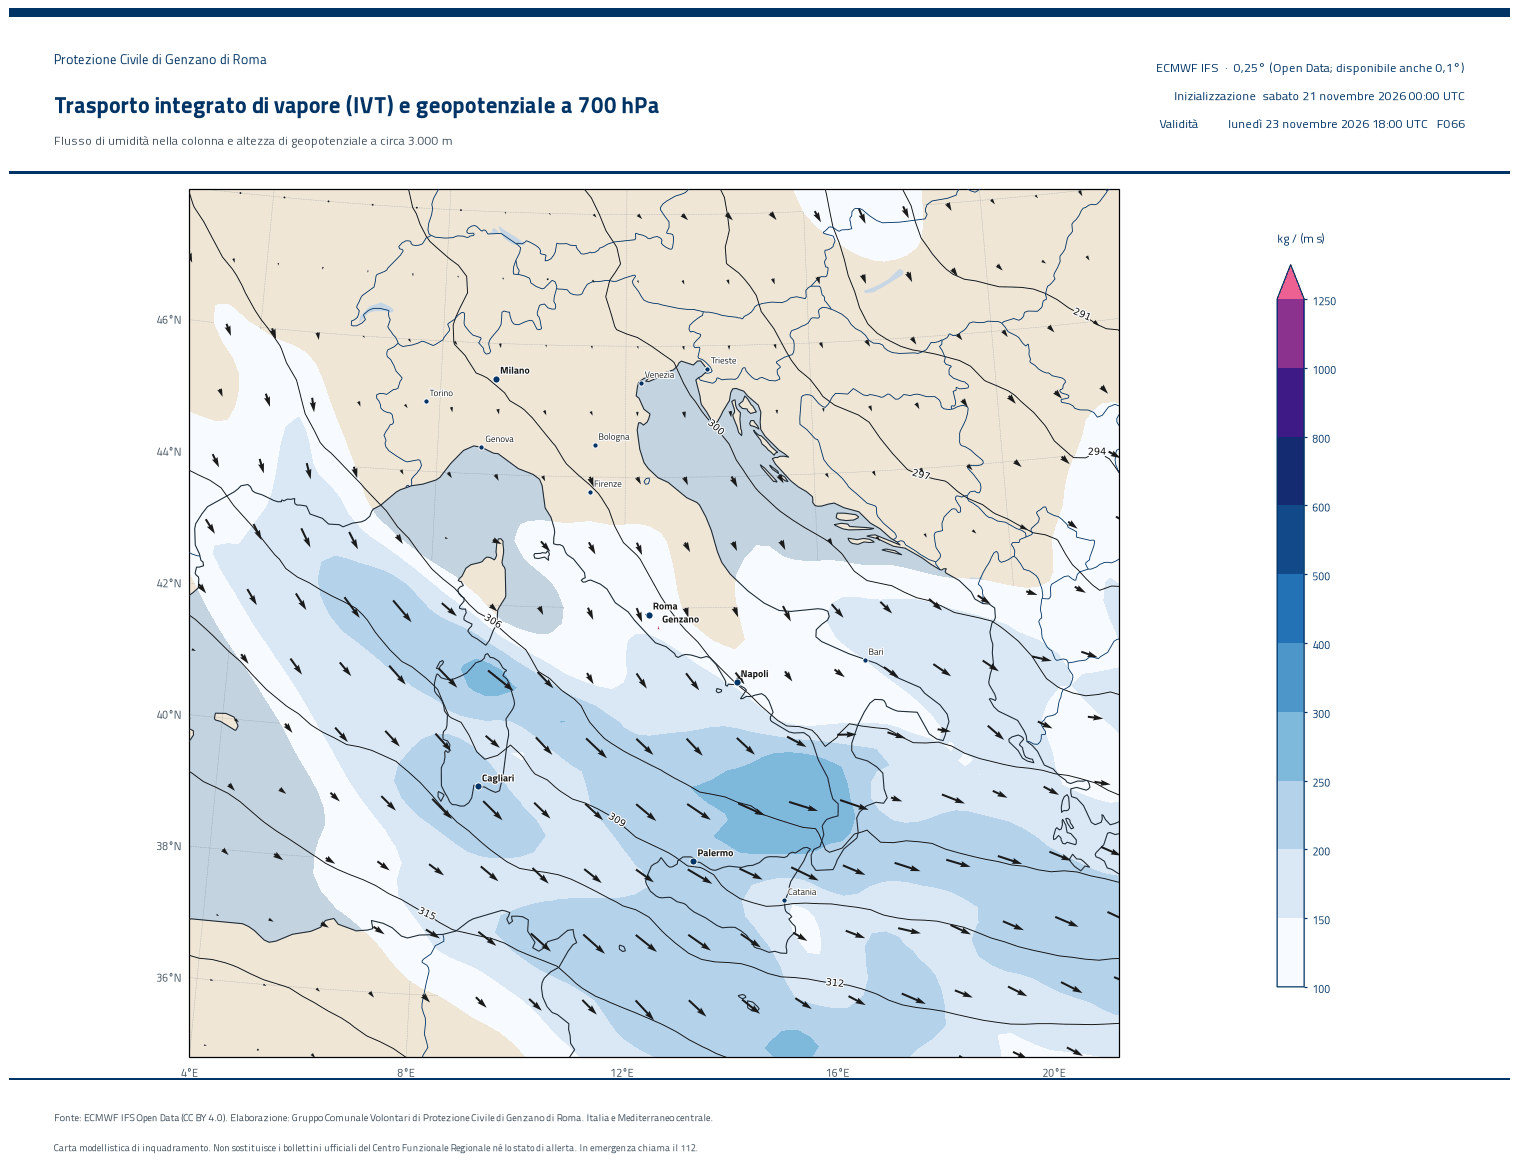 Protezione Civile di Genzano di Roma
Trasporto integrato di vapore (IVT) e geopotenziale a 700 hPa
Flusso di umidità nella colonna e altezza di geopotenziale a circa 3.000 m
ECMWF IFS · 0,25° (Open Data; disponibile anche 0,1°)
Inizializzazione sabato 21 novembre 2026 00:00 UTC
Validità lunedì 23 novembre 2026 18:00 UTC F066
kg / (m s)
1250
1000
800
600
500
400
300
250
200
150
100
46°N
44°N
42°N
40°N
38°N
36°N
4°E
8°E
12°E
16°E
20°E
291
Trieste
Milano
Venezia
Torino
300
Genova
Bologna
294
297
Firenze
Roma
306
Genzano
Bari
Napoli
Cagliari
309
Palermo
Catania
315
312
Fonte: ECMWF IFS Open Data (CC BY 4.0). Elaborazione: Gruppo Comunale Volontari di Protezione Civile di Genzano di Roma. Italia e Mediterraneo centrale.
Carta modellistica di inquadramento. Non sostituisce i bollettini ufficiali del Centro Funzionale Regionale né lo stato di allerta. In emergenza chiama il 112.